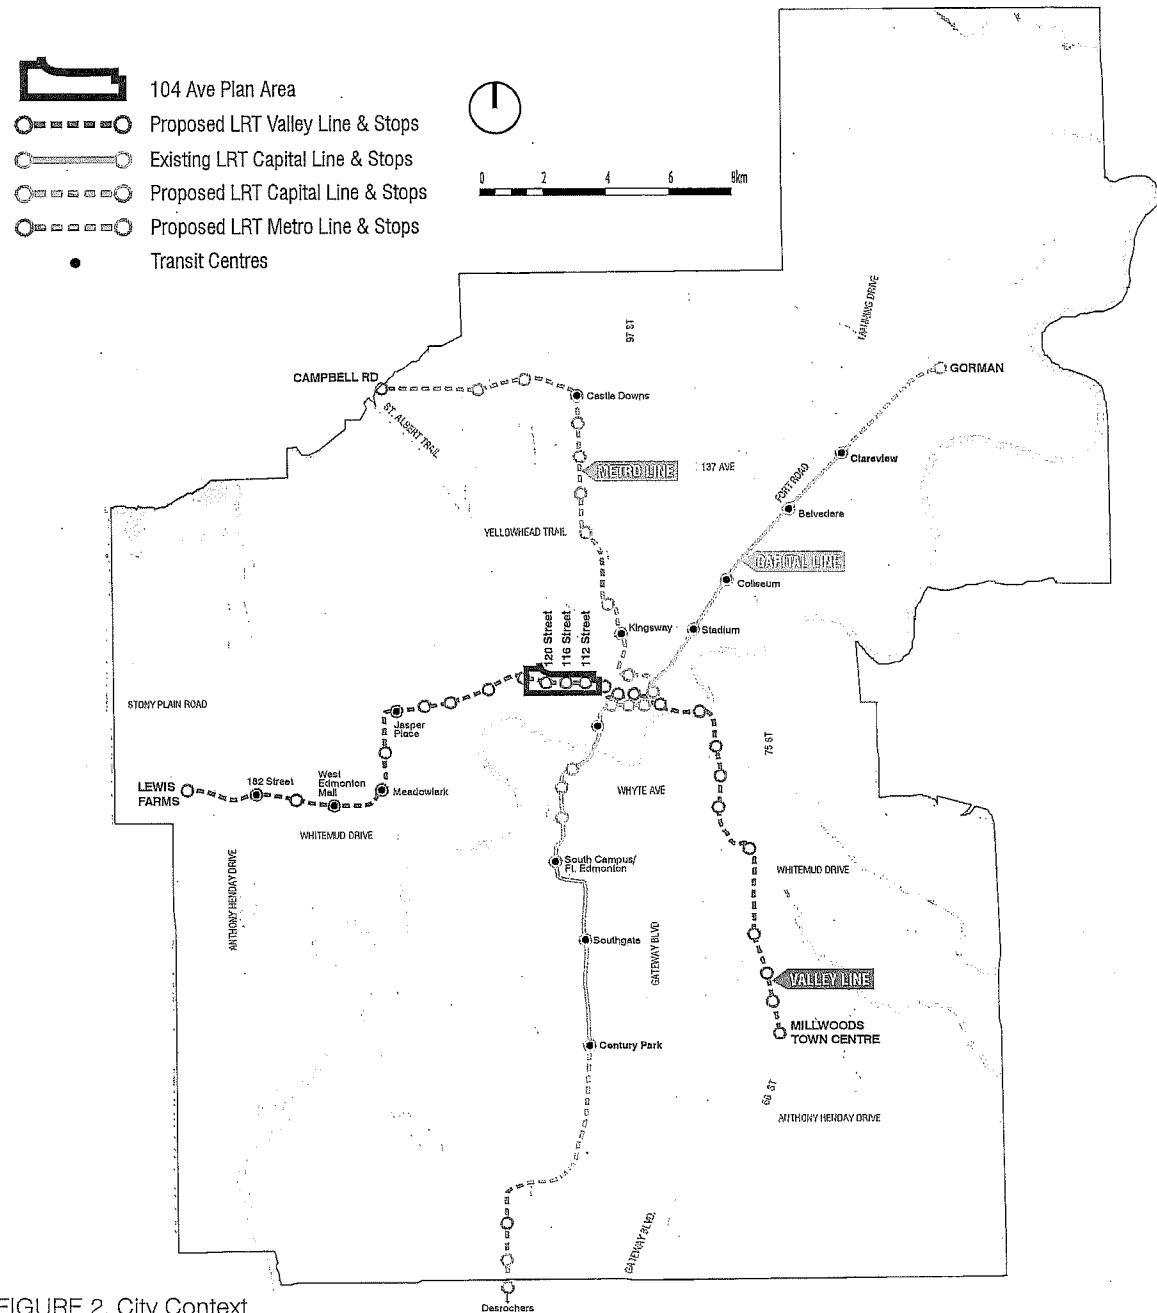 104 Ave Plan Area
Proposed LRT Valley Line & Stops
Existing LRT Capital Line & Stops
Proposed LRT Capital Line & Stops
Proposed LRT Metro Line & Stops
Transit Centres
0 2 4 6 8km
97 ST
MANNING DRIVE
CAMPBELL RD
GORMAN
Castle Downs
ST. ALBERT TRAIL
METRO LINE
137 AVE
Clareview
FORT ROAD
Belvedere
YELLOWHEAD TRAIL
CAPITAL LINE
Coliseum
120 Street
116 Street
112 Street
Kingsway
Stadium
STONY PLAIN ROAD
Jasper
Place
75 ST
LEWIS
FARMS
182 Street
West
Edmonton
Mall
Meadowlark
WHYTE AVE
WHITEMUD DRIVE
South Campus/
Ft. Edmonton
WHITEMUD DRIVE
ANTHONY HENDAY DRIVE
Southgate
GATEWAY BLVD
VALLEY LINE
MILLWOODS
TOWN CENTRE
Century Park
ANTHONY HENDAY DRIVE
GATEWAY BLVD.
Desrochers
FIGURE 2. City Context